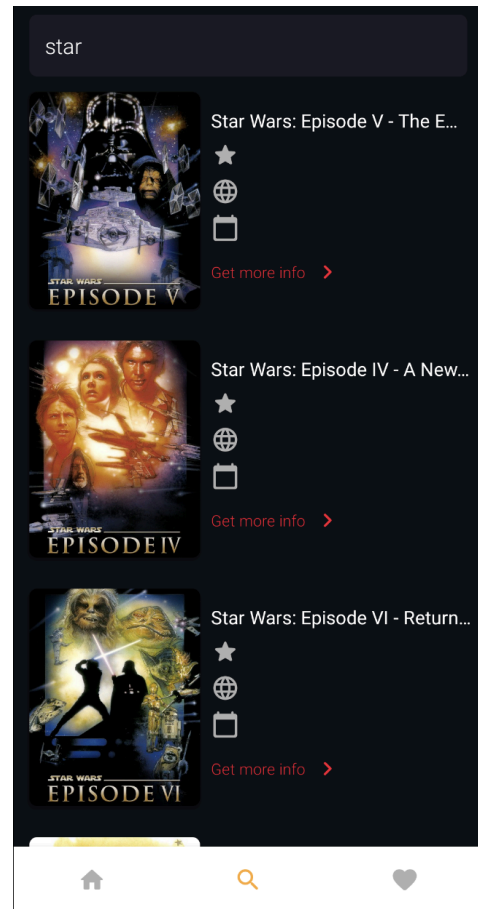 star
Star Wars: Episode V - The E...
Get more info
STAR WARS
EPISODE V
Star Wars: Episode IV - A New...
Get more info
STAR WARS
EPISODE IV
Star Wars: Episode VI - Return...
Get more info
STAR WARS
EPISODE VI